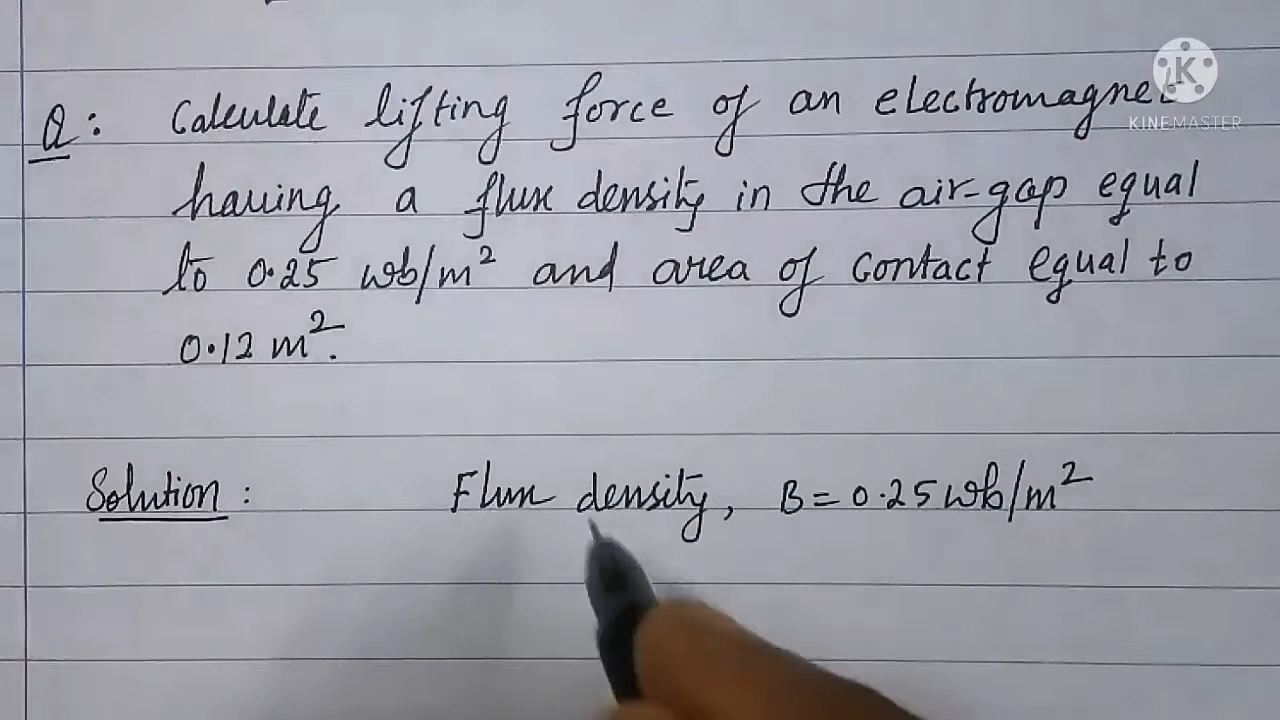 Q: Calculate lifting force of an electromagnet
KINEMASTER
having a flux density in the air-gap equal
to 0.25 wb/m²  and area of contact equal to
0.12 m².
Solution : Flux density, B = 0.25 wb/m²